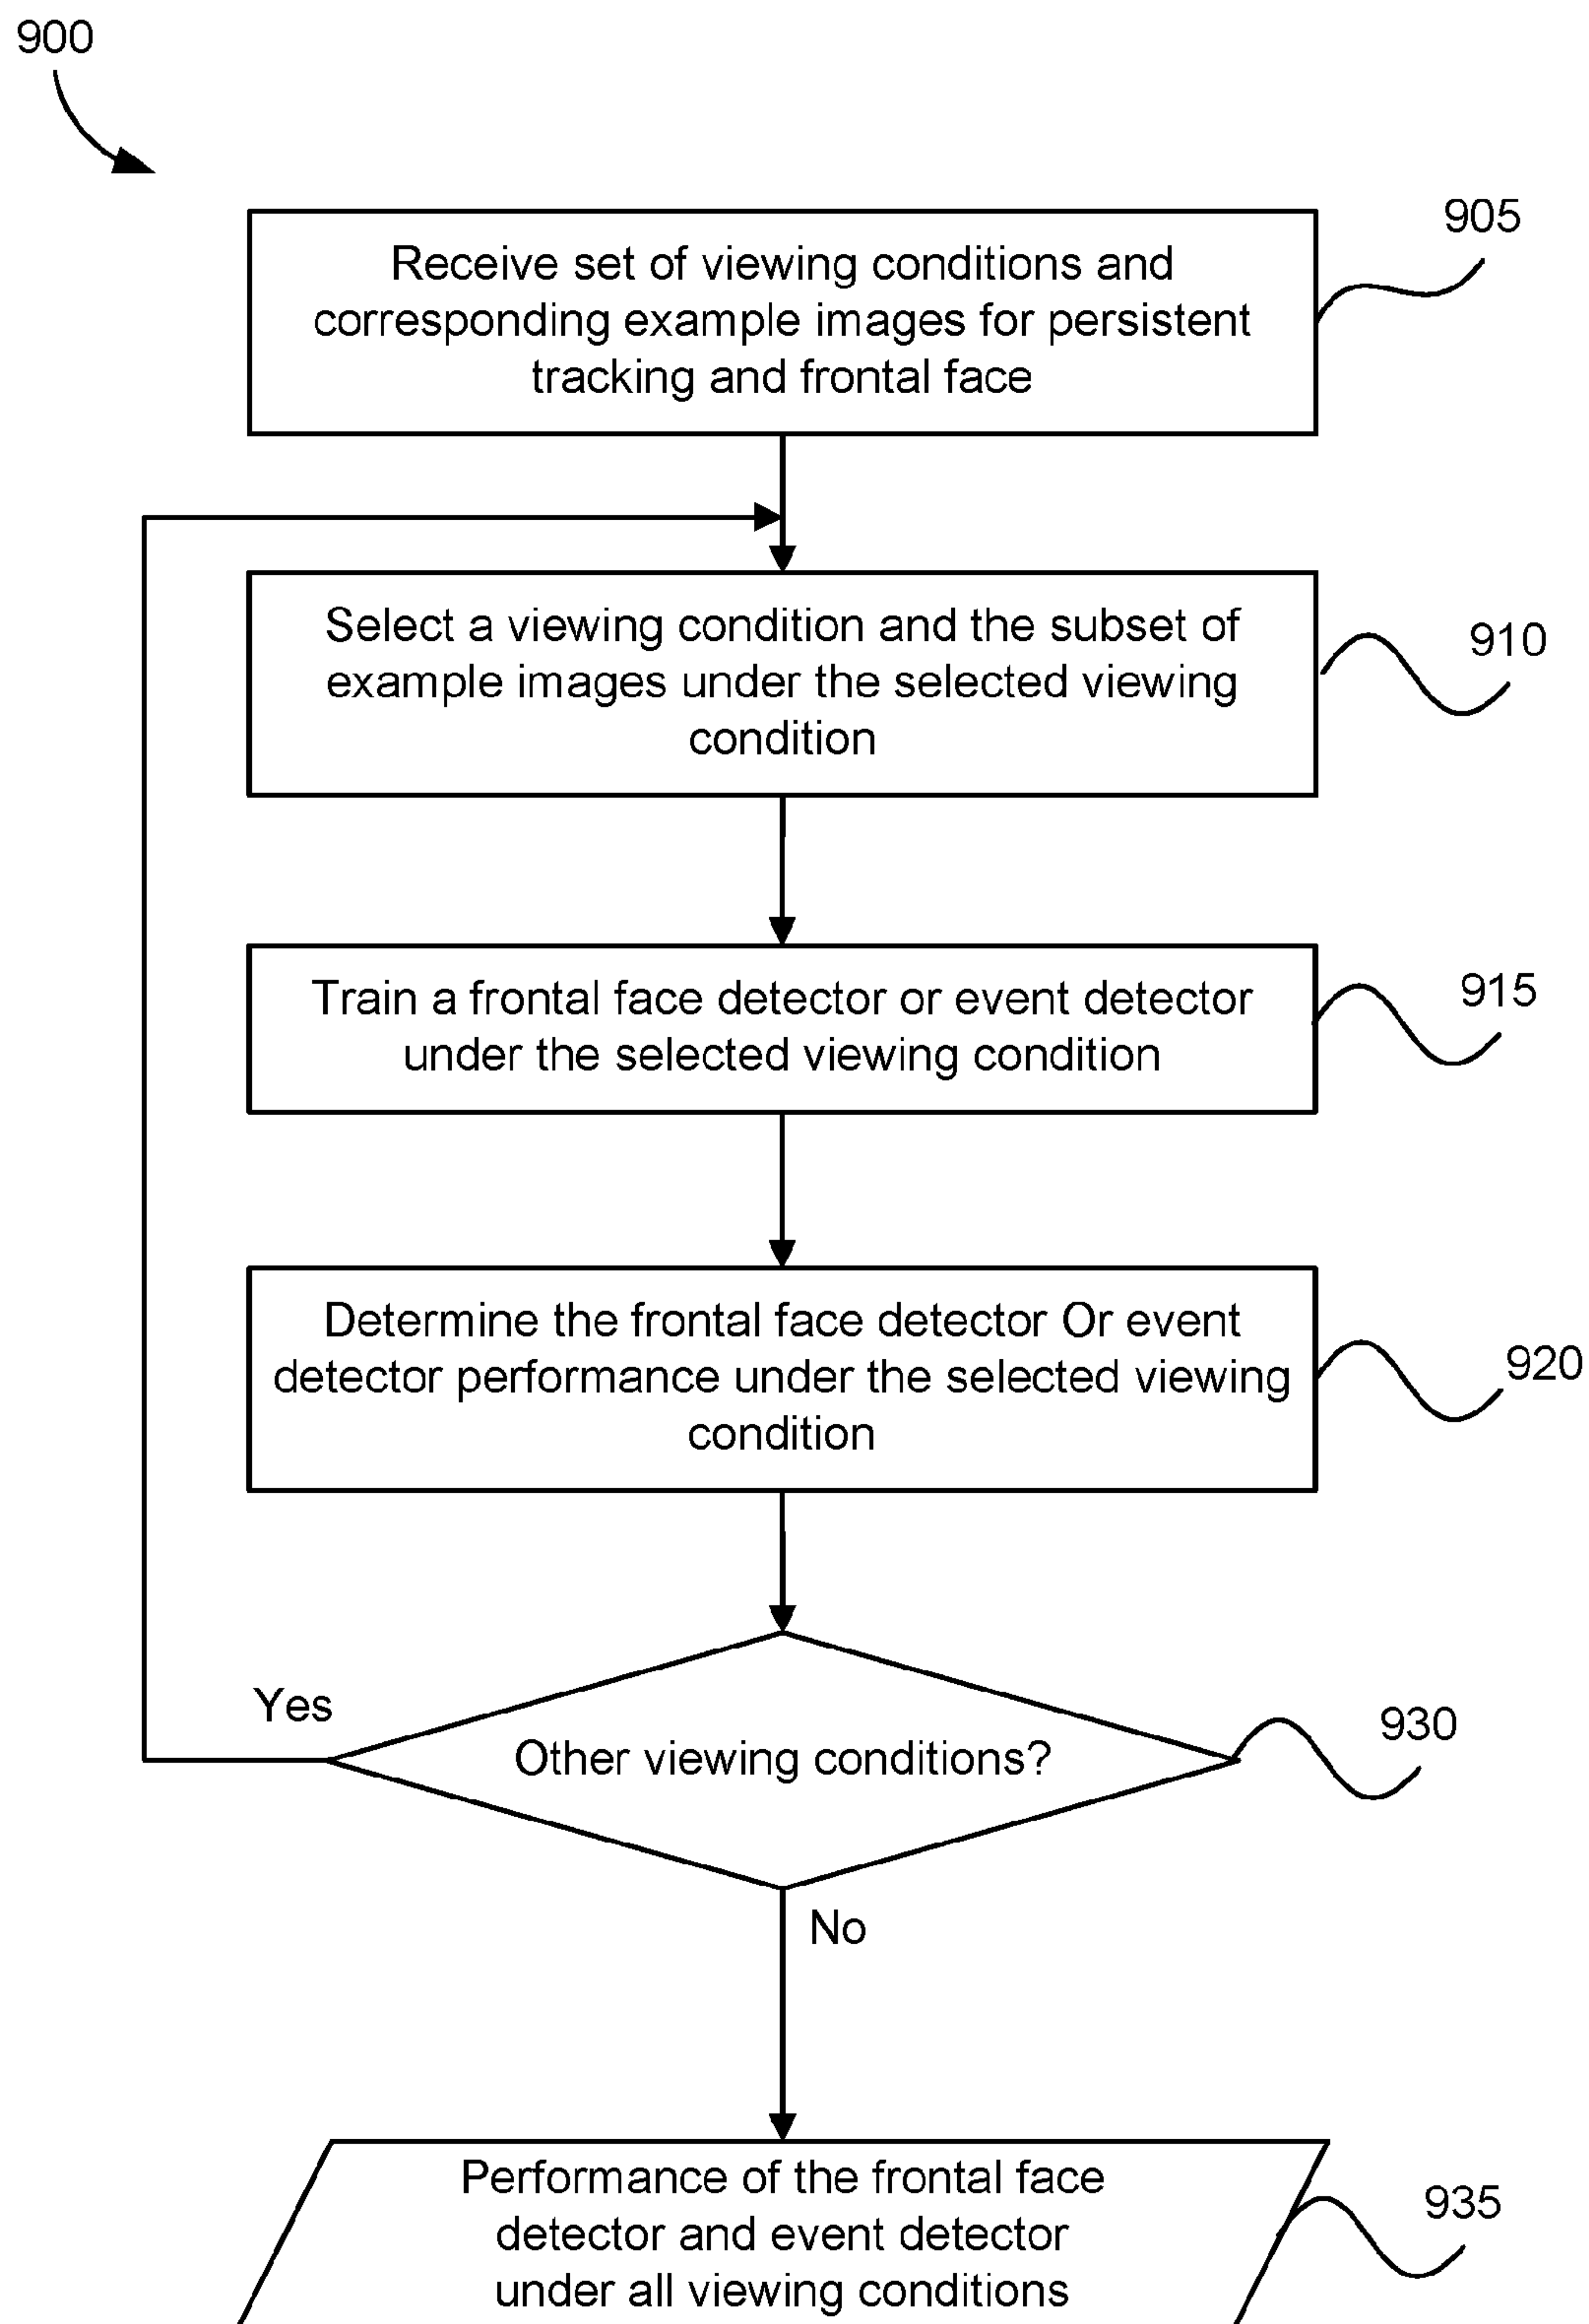 900
905
Receive set of viewing conditions and
corresponding example images for persistent
tracking and frontal face
910
Select a viewing condition and the subset of
example images under the selected viewing
condition
915
Train a frontal face detector or event detector
under the selected viewing condition
920
Determine the frontal face detector Or event
detector performance under the selected viewing
condition
Yes
930
Other viewing conditions?
No
935
Performance of the frontal face
detector and event detector
under all viewing conditions